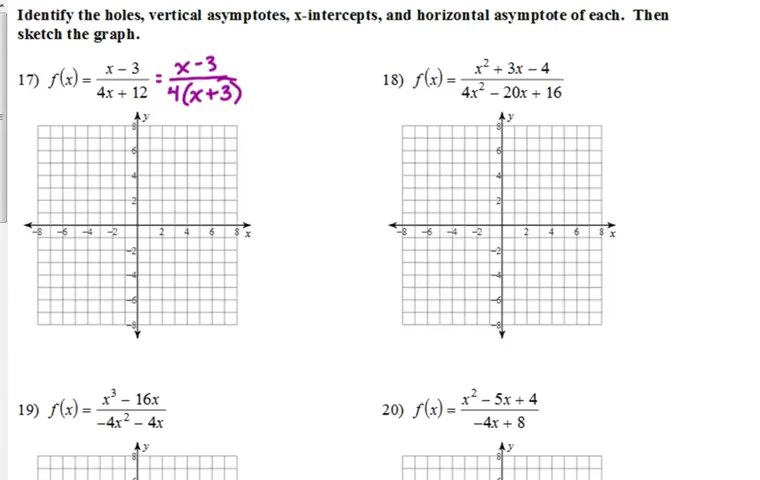 Identify the holes, vertical asymptotes, x-intercepts, and horizontal asymptote of each. Then
sketch the graph.
17) f(x) = (x − 3)/(4x + 12) = (x-3)/(4(x+3))
18) f(x) = (x² + 3x − 4)/(4x² − 20x + 16)
y
8
6
4
2
−8 −6 −4 −2 2 4 6 8 x
−2
−4
−6
−8
y
8
6
4
2
−8 −6 −4 −2 2 4 6 8 x
−2
−4
−6
−8
19) f(x) = (x³ − 16x)/(−4x² − 4x)
20) f(x) = (x² − 5x + 4)/(−4x + 8)
y
8
y
8